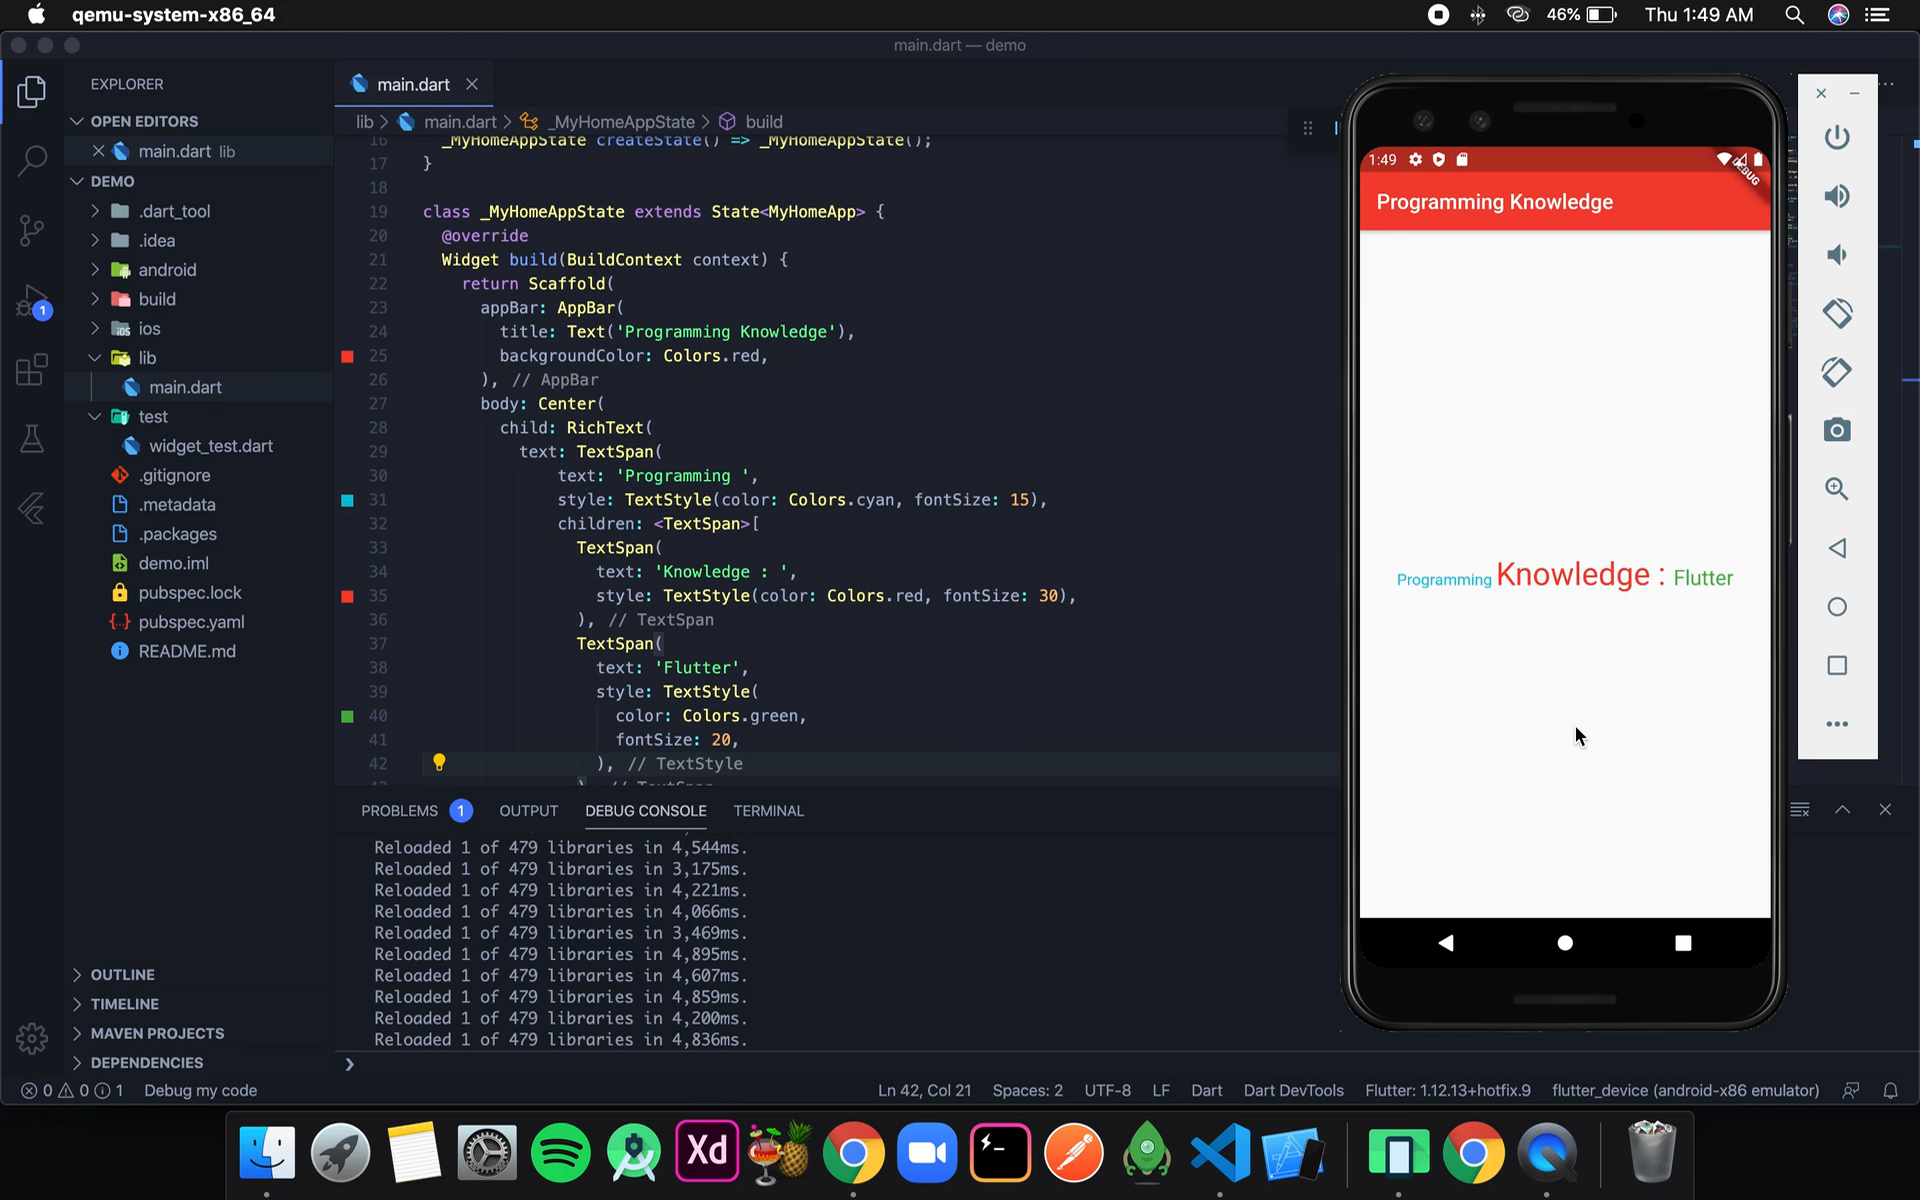 qemu-system-x86_64
46%
Thu 1:49 AM
main.dart — demo
EXPLORER
OPEN EDITORS
main.dart lib
DEMO
.dart_tool
.idea
android
build
ios
lib
main.dart
test
widget_test.dart
.gitignore
.metadata
.packages
demo.iml
pubspec.lock
pubspec.yaml
README.md
OUTLINE
TIMELINE
MAVEN PROJECTS
DEPENDENCIES
main.dart
lib > main.dart > _MyHomeAppState > build
16 _MyHomeAppState createState() => _MyHomeAppState();
17 }
18
19 class _MyHomeAppState extends State<MyHomeApp> {
20 @override
21 Widget build(BuildContext context) {
22 return Scaffold(
23 appBar: AppBar(
24 title: Text('Programming Knowledge'),
25 backgroundColor: Colors.red,
26 ), // AppBar
27 body: Center(
28 child: RichText(
29 text: TextSpan(
30 text: 'Programming ',
31 style: TextStyle(color: Colors.cyan, fontSize: 15),
32 children: <TextSpan>[
33 TextSpan(
34 text: 'Knowledge : ',
35 style: TextStyle(color: Colors.red, fontSize: 30),
36 ), // TextSpan
37 TextSpan(
38 text: 'Flutter',
39 style: TextStyle(
40 color: Colors.green,
41 fontSize: 20,
42 ), // TextStyle
PROBLEMS 1 OUTPUT DEBUG CONSOLE TERMINAL
Reloaded 1 of 479 libraries in 4,544ms.
Reloaded 1 of 479 libraries in 3,175ms.
Reloaded 1 of 479 libraries in 4,221ms.
Reloaded 1 of 479 libraries in 4,066ms.
Reloaded 1 of 479 libraries in 3,469ms.
Reloaded 1 of 479 libraries in 4,895ms.
Reloaded 1 of 479 libraries in 4,607ms.
Reloaded 1 of 479 libraries in 4,859ms.
Reloaded 1 of 479 libraries in 4,200ms.
Reloaded 1 of 479 libraries in 4,836ms.
1:49
DEBUG
Programming Knowledge
Programming Knowledge : Flutter
1
0 0 1 Debug my code
Ln 42, Col 21 Spaces: 2 UTF-8 LF Dart Dart DevTools Flutter: 1.12.13+hotfix.9 flutter_device (android-x86 emulator)
Xd